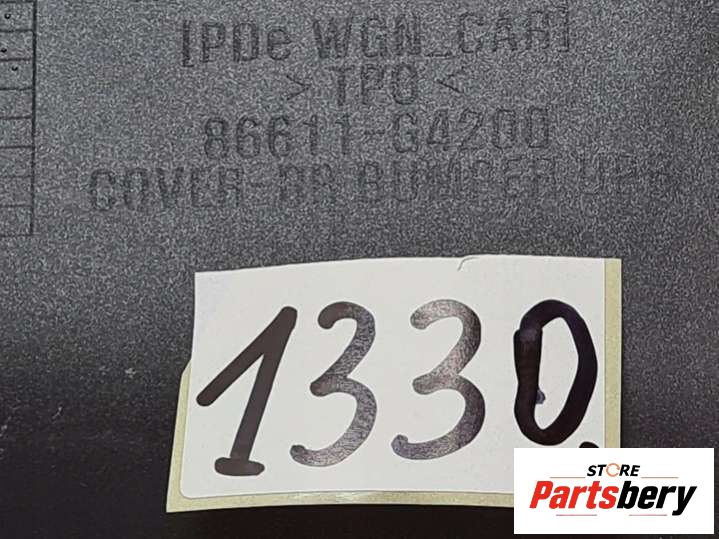 [PDe WGN_CAR]
> TPO <
86611-G4200
COVER-RR BUMPER UPR
1330.
STORE
Partsbery